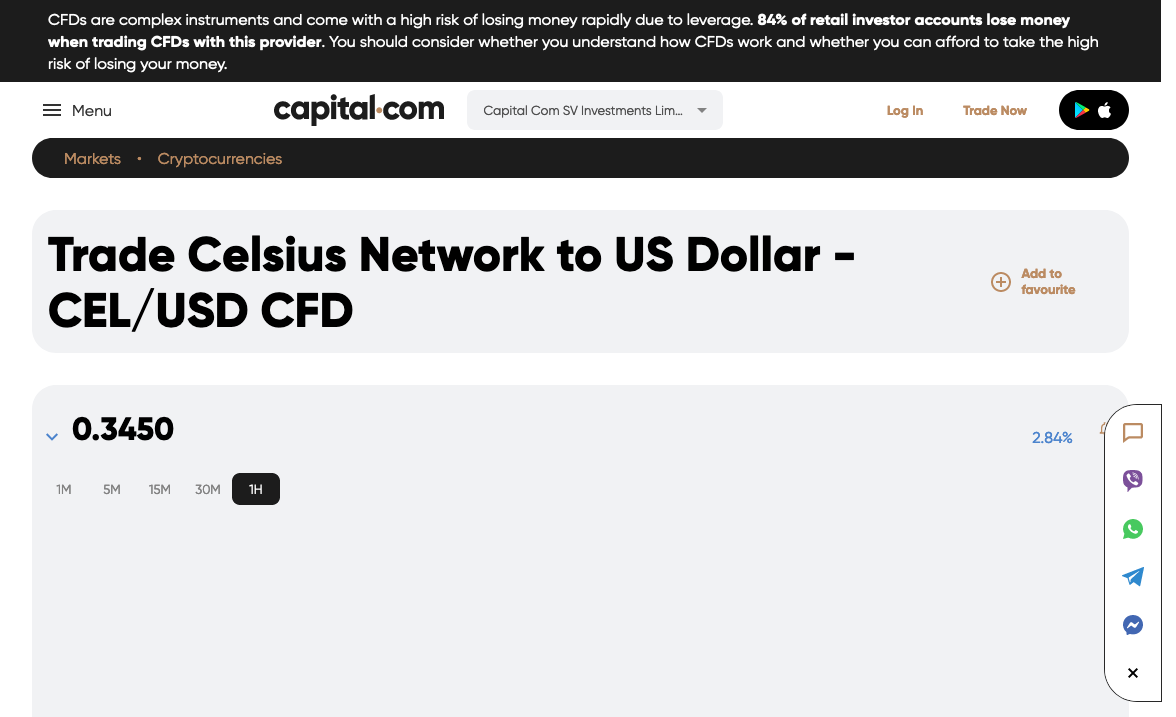 CFDs are complex instruments and come with a high risk of losing money rapidly due to leverage. 84% of retail investor accounts lose money
when trading CFDs with this provider. You should consider whether you understand how CFDs work and whether you can afford to take the high
risk of losing your money.
Menu
capital.com
Capital Com SV Investments Lim...
Log In
Trade Now
Markets • Cryptocurrencies
Trade Celsius Network to US Dollar -
CEL/USD CFD
Add to
favourite
0.3450
2.84%
1M 5M 15M 30M 1H